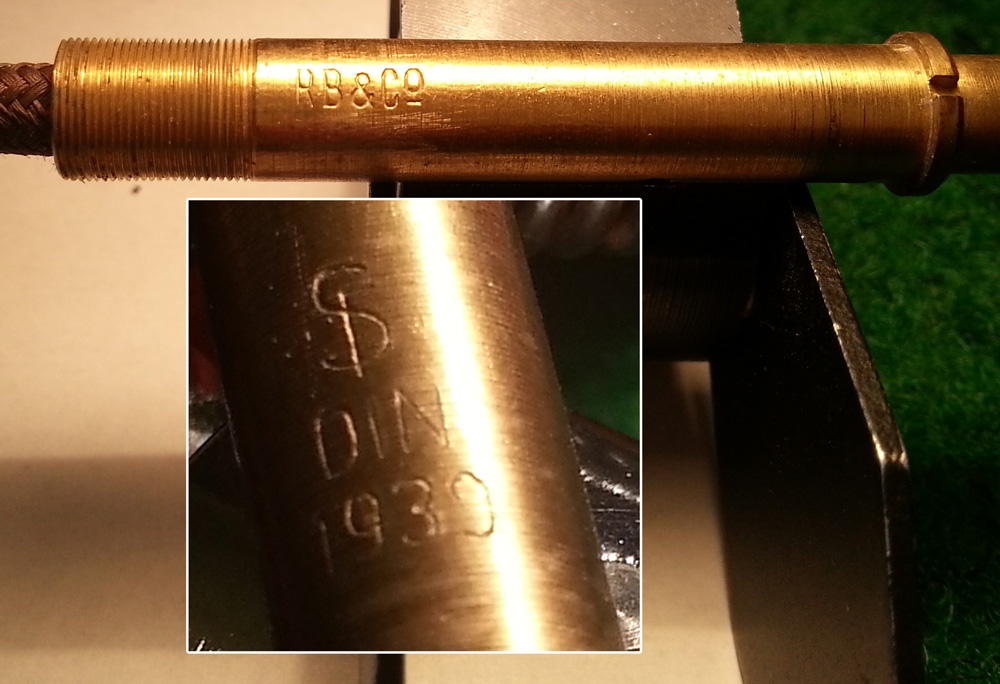 RB&Cº
$
DIN
1939